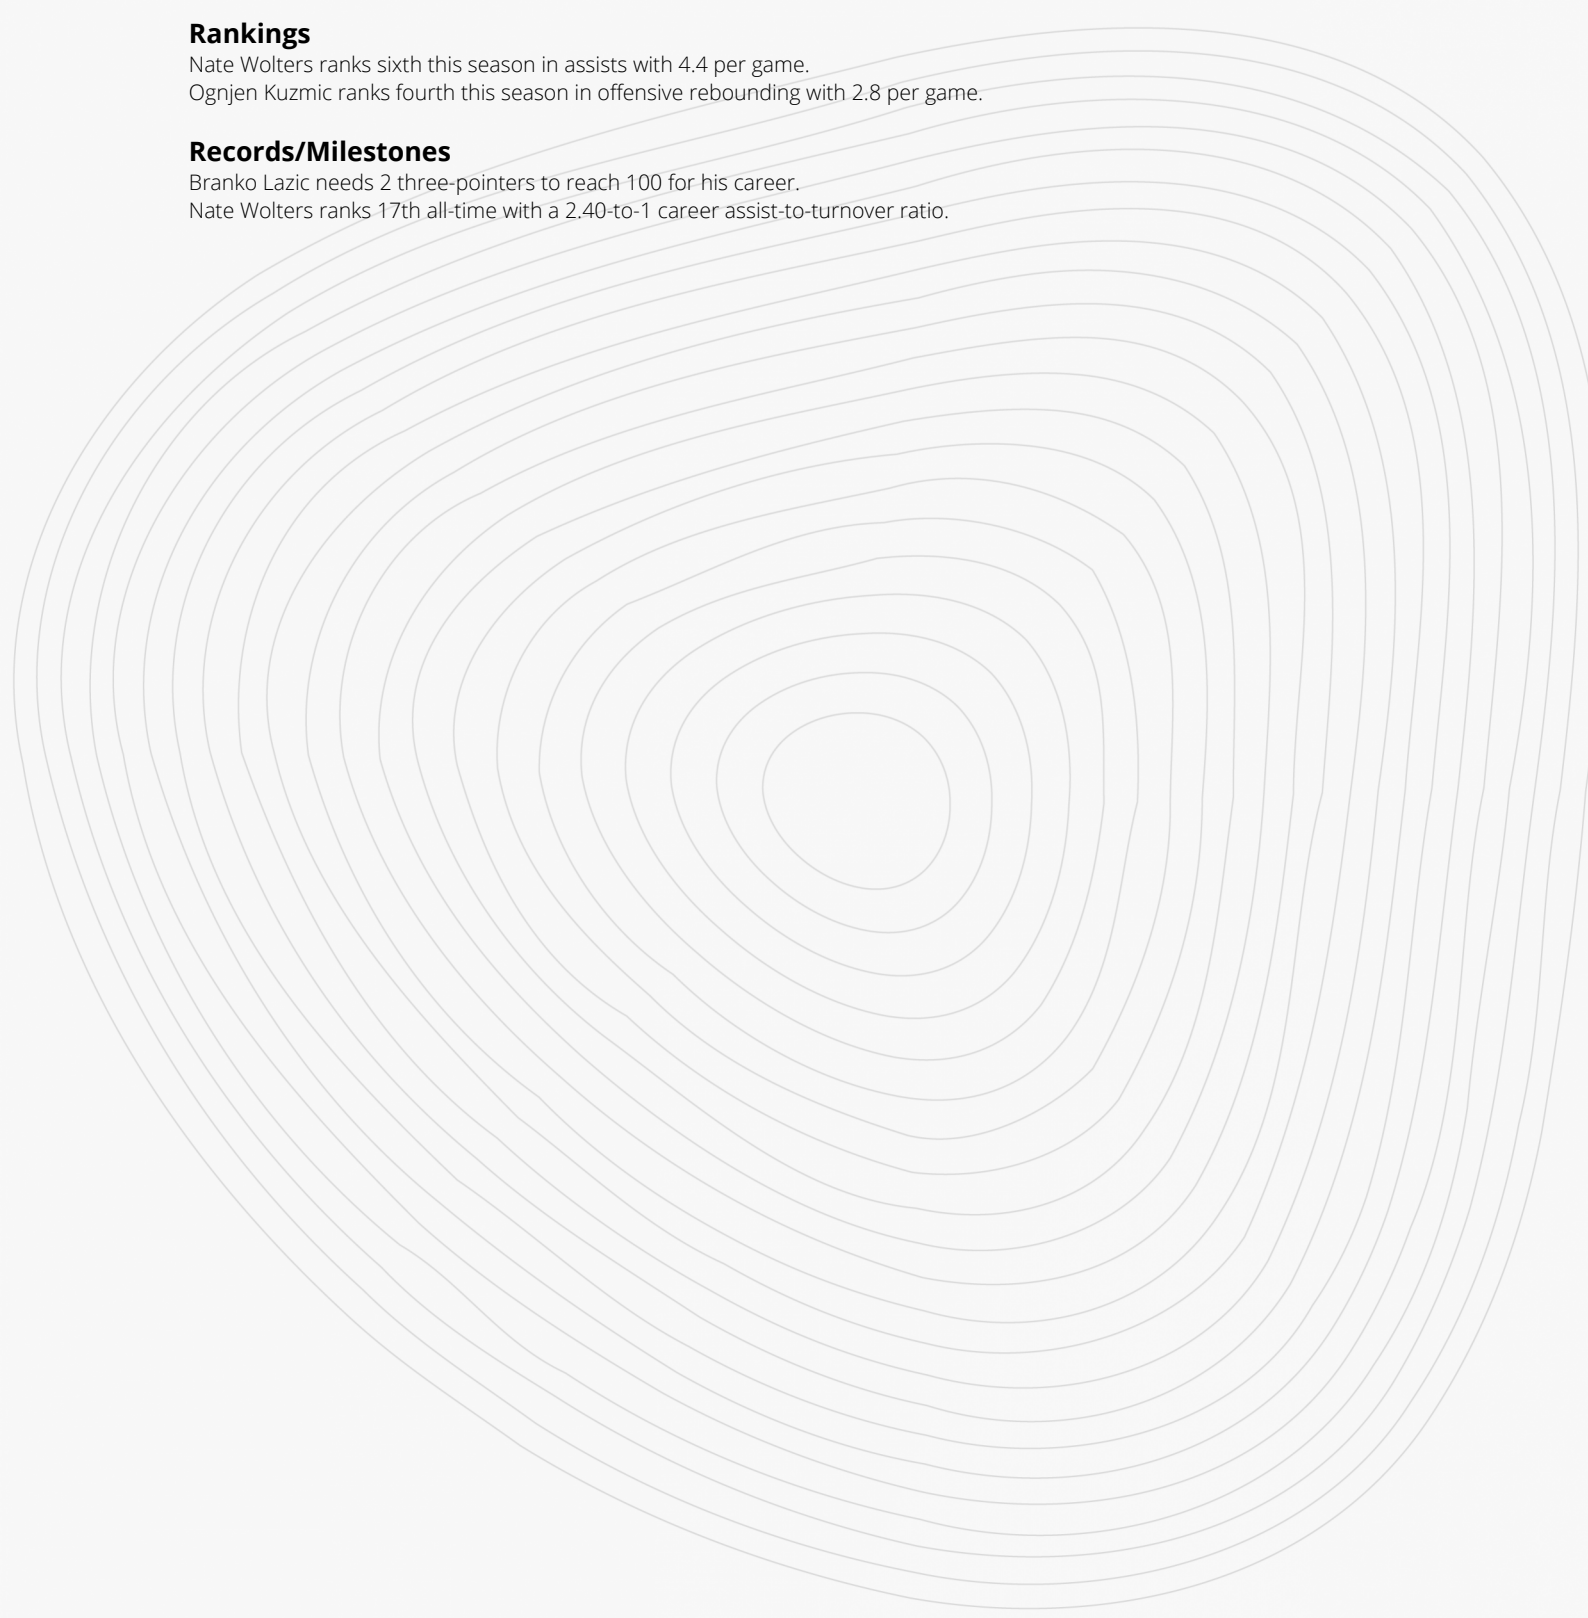 Rankings
Nate Wolters ranks sixth this season in assists with 4.4 per game.
Ognjen Kuzmic ranks fourth this season in offensive rebounding with 2.8 per game.
Records/Milestones
Branko Lazic needs 2 three-pointers to reach 100 for his career.
Nate Wolters ranks 17th all-time with a 2.40-to-1 career assist-to-turnover ratio.